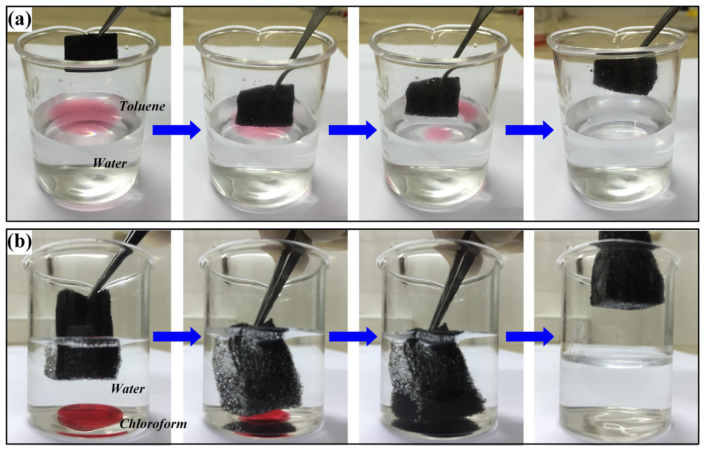 (a)
Toluene
Water
(b)
Water
Chloroform